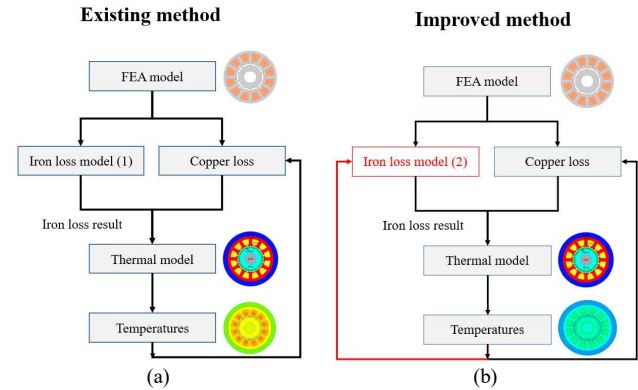 Existing method
FEA model
Iron loss model (1)
Copper loss
Iron loss result
Thermal model
Temperatures
(a)
Improved method
FEA model
Iron loss model (2)
Copper loss
Iron loss result
Thermal model
Temperatures
(b)